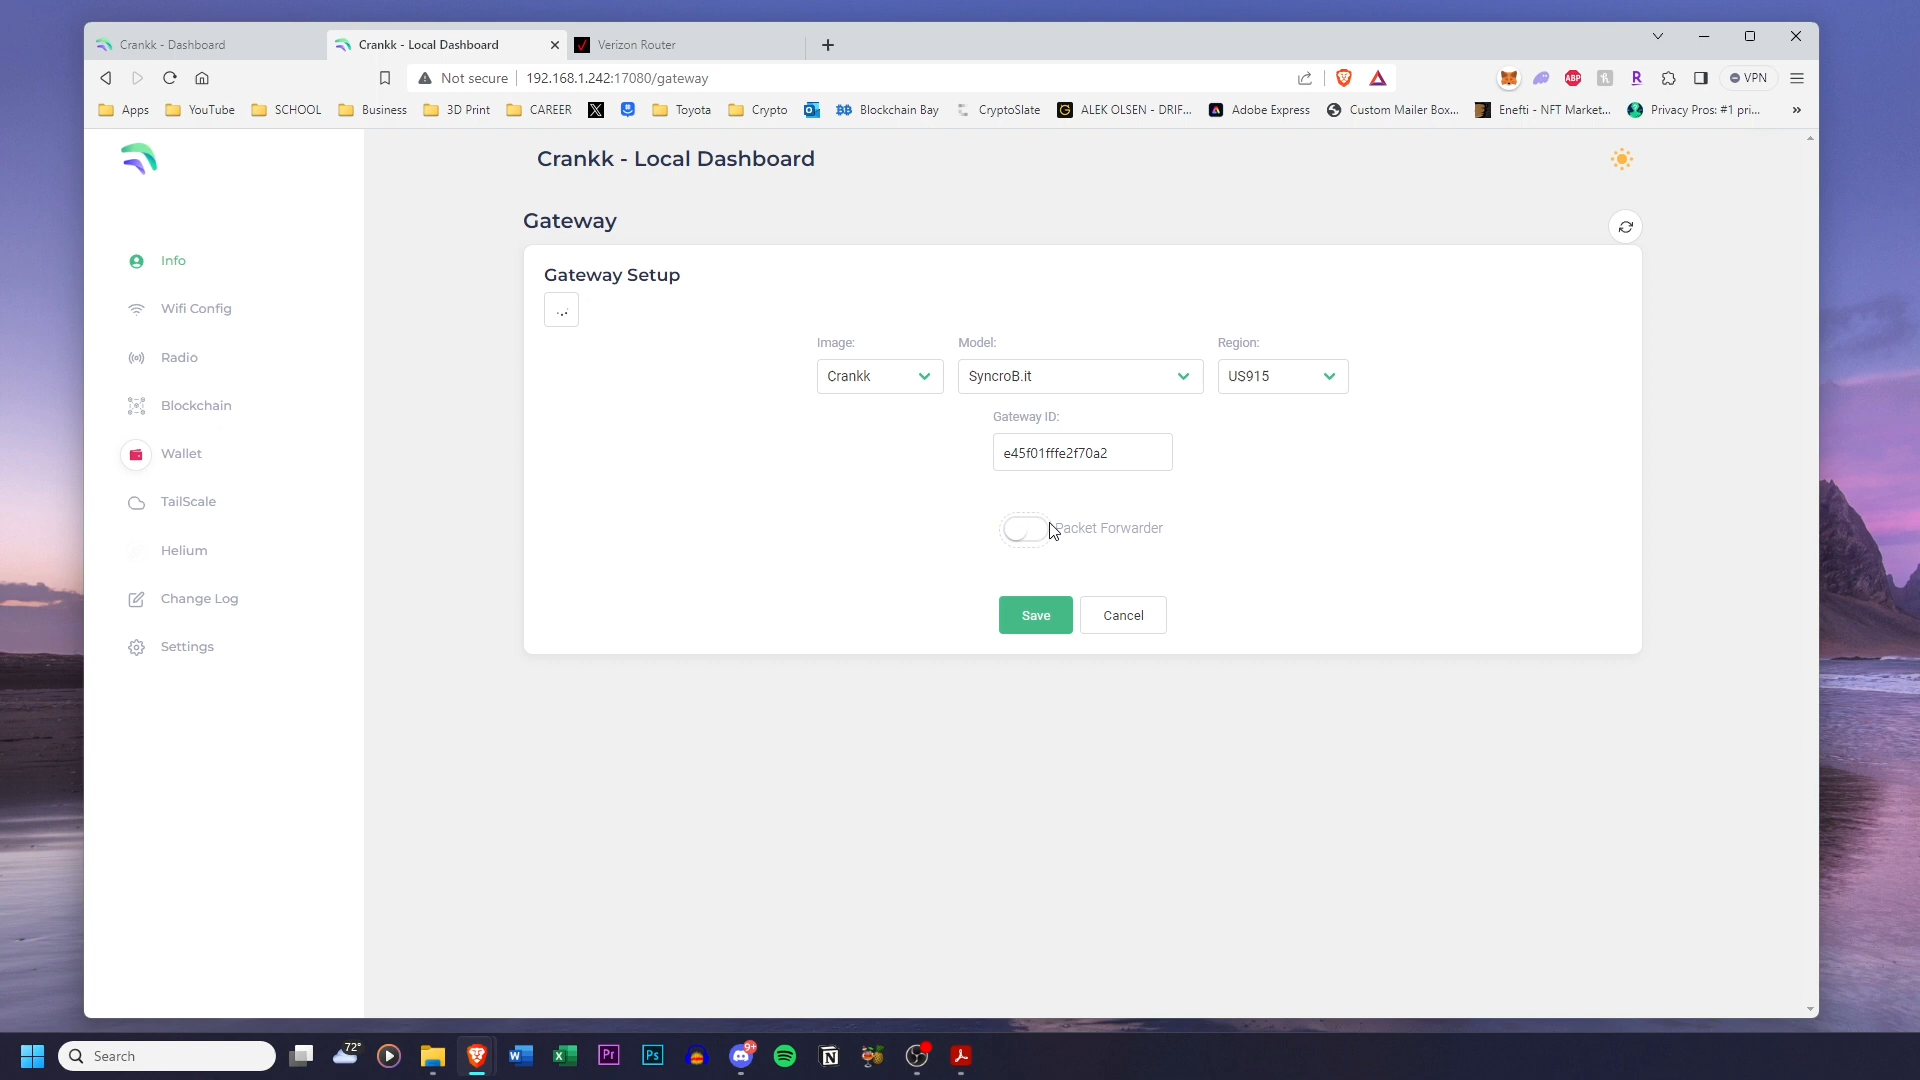 Crankk - Dashboard
Crankk - Local Dashboard
Verizon Router
Not secure
192.168.1.242:17080/gateway
VPN
Apps
YouTube
SCHOOL
Business
3D Print
CAREER
Toyota
Crypto
Blockchain Bay
CryptoSlate
ALEK OLSEN - DRIF...
Adobe Express
Custom Mailer Box...
Enefti - NFT Market...
Privacy Pros: #1 pri...
»
Crankk - Local Dashboard
Gateway
Info
Wifi Config
Radio
Blockchain
Wallet
TailScale
Helium
Change Log
Settings
Gateway Setup
Image:
Model:
Region:
Crankk
SyncroB.it
US915
Gateway ID:
e45f01fffe2f70a2
Packet Forwarder
Save
Cancel
Search
72°
Pr
Ps
9+